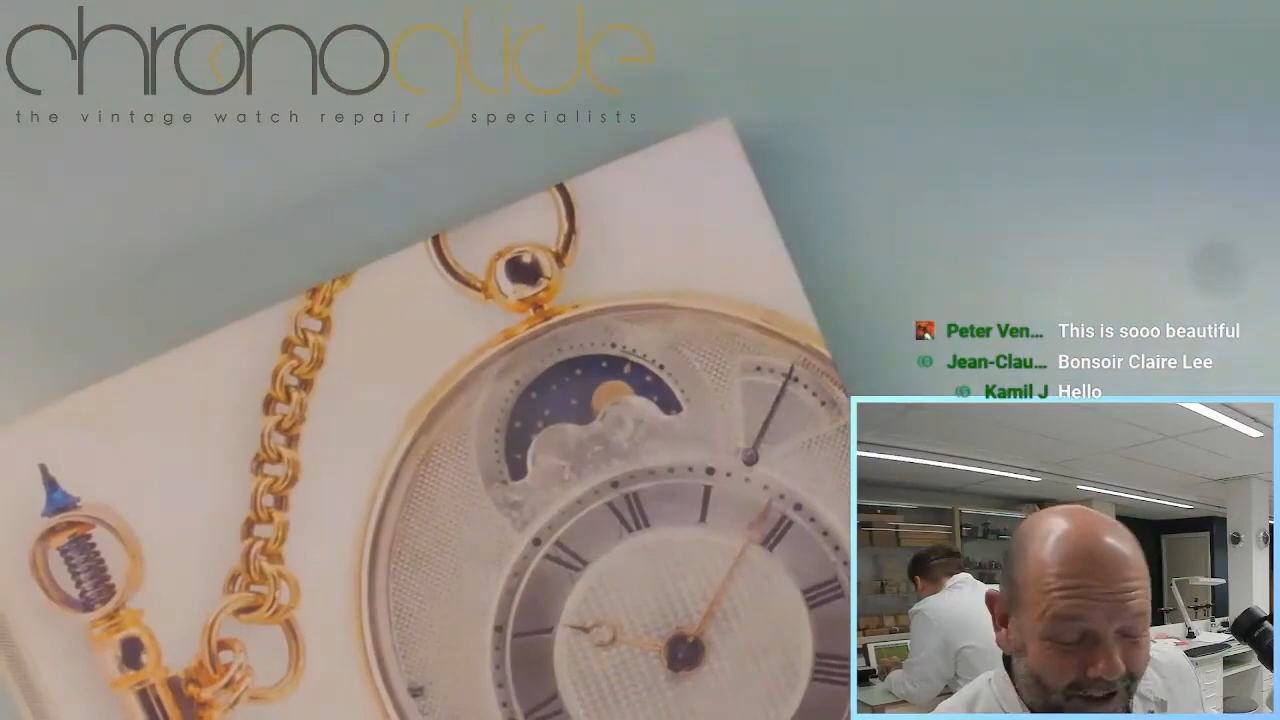 chronoglide
the vintage watch repair specialists
Peter Ven... This is sooo beautiful
Jean-Clau... Bonsoir Claire Lee
Kamil J Hello